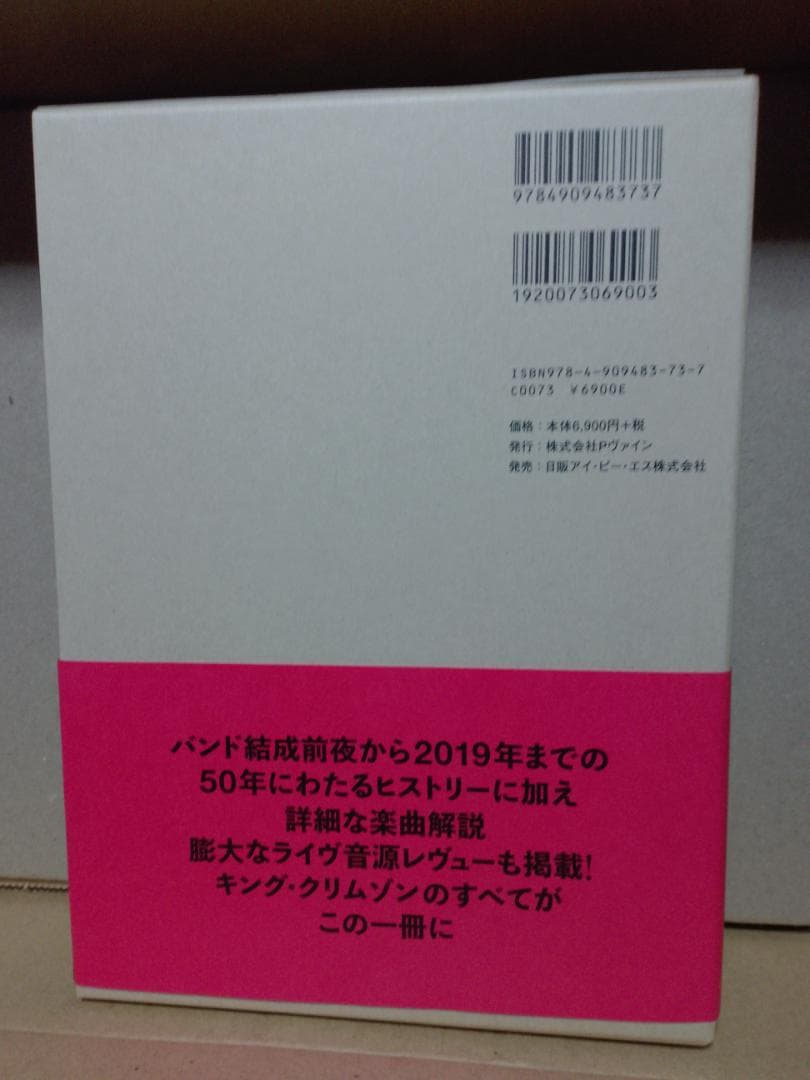 9784909483737
1920073069003
ISBN978-4-909483-73-7
C0073 ¥6900E
価格：本体6,900円＋税
発行：株式会社Pヴァイン
発売：日販アイ・ピー・エス株式会社
バンド結成前夜から2019年までの
50年にわたるヒストリーに加え
詳細な楽曲解説
膨大なライヴ音源レヴューも掲載!
キング・クリムゾンのすべてが
この一冊に